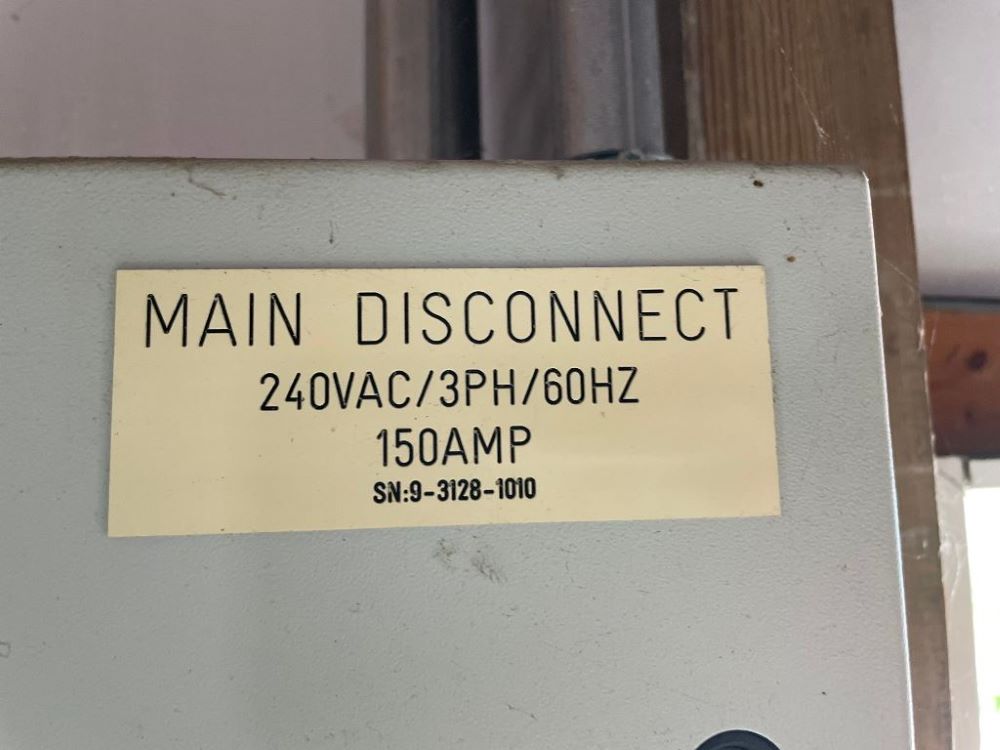 MAIN DISCONNECT
240VAC/3PH/60HZ
150AMP
SN:9-3128-1010